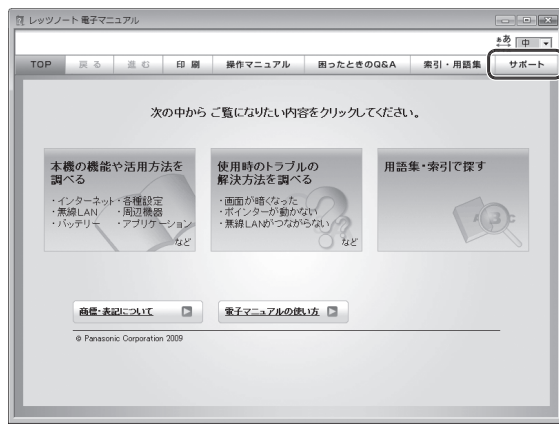 レッツノート 電子マニュアル
あ あ 中
TOP 戻る 進む 印刷 操作マニュアル 困ったときのQ&A 索引・用語集 サポート
次の中から ご覧になりたい内容をクリックしてください。
本機の機能や活用方法を
調べる
・インターネット・各種設定
・無線LAN ・周辺機器
・バッテリー ・アプリケーション
など
使用時のトラブルの
解決方法を調べる
・画面が暗くなった
・ポインターが動かない
・無線LANがつながらない
など
用語集・索引で探す
商標・表記について
電子マニュアルの使い方
© Panasonic Corporation 2009